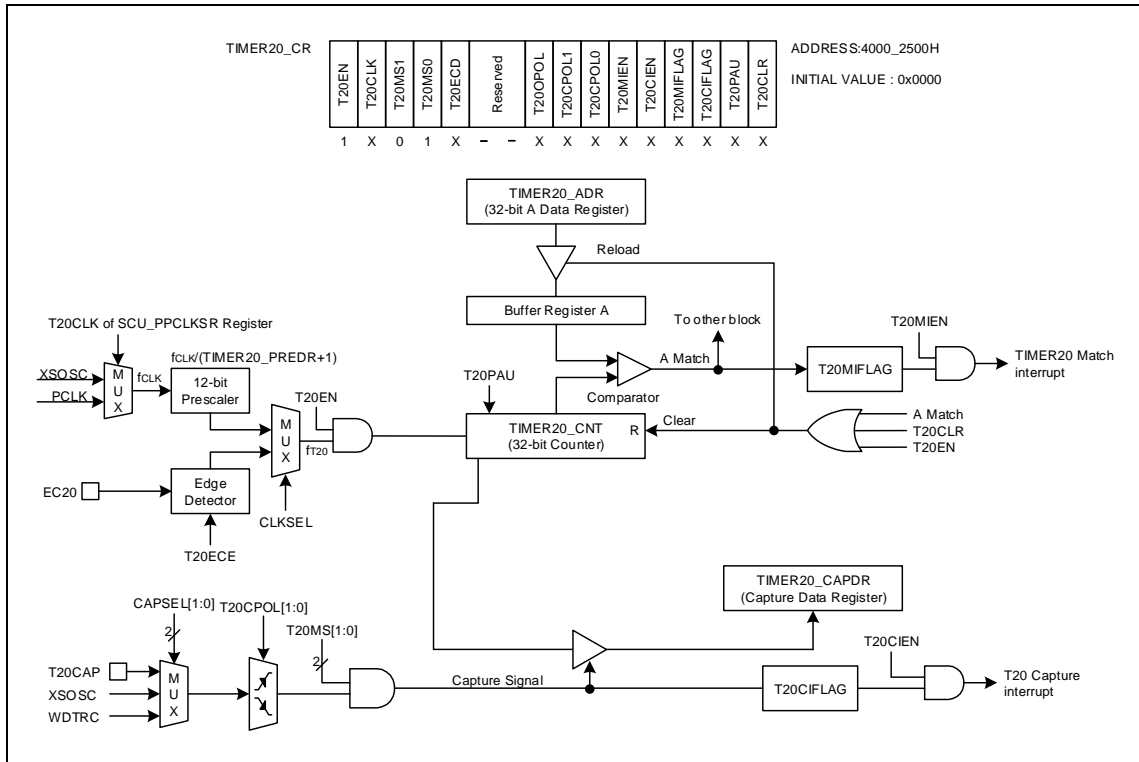 TIMER20_CR
ADDRESS:4000_2500H
INITIAL VALUE : 0x0000
T20EN
T20CLK
T20MS1
T20MS0
T20ECD
Reserved
T20OPOL
T20CPOL1
T20CPOL0
T20MIEN
T20CIEN
T20MIFLAG
T20CIFLAG
T20PAU
T20CLR
1 X 0 1 X – – X X X X X X X X X
TIMER20_ADR
(32-bit A Data Register)
Reload
Buffer Register A
To other block
T20CLK of SCU_PPCLKSR Register
fCLK/(TIMER20_PREDR+1)
XSOSC
PCLK
MUX
fCLK
12-bit
Prescaler
T20EN
MUX
fT20
T20PAU
A Match
Comparator
T20MIFLAG
T20MIEN
TIMER20 Match
interrupt
TIMER20_CNT
(32-bit Counter)
R
Clear
A Match
T20CLR
T20EN
EC20
Edge
Detector
CLKSEL
T20ECE
TIMER20_CAPDR
(Capture Data Register)
CAPSEL[1:0]
T20CPOL[1:0]
T20MS[1:0]
2
2
T20CAP
XSOSC
WDTRC
MUX
Capture Signal
T20CIFLAG
T20CIEN
T20 Capture
interrupt